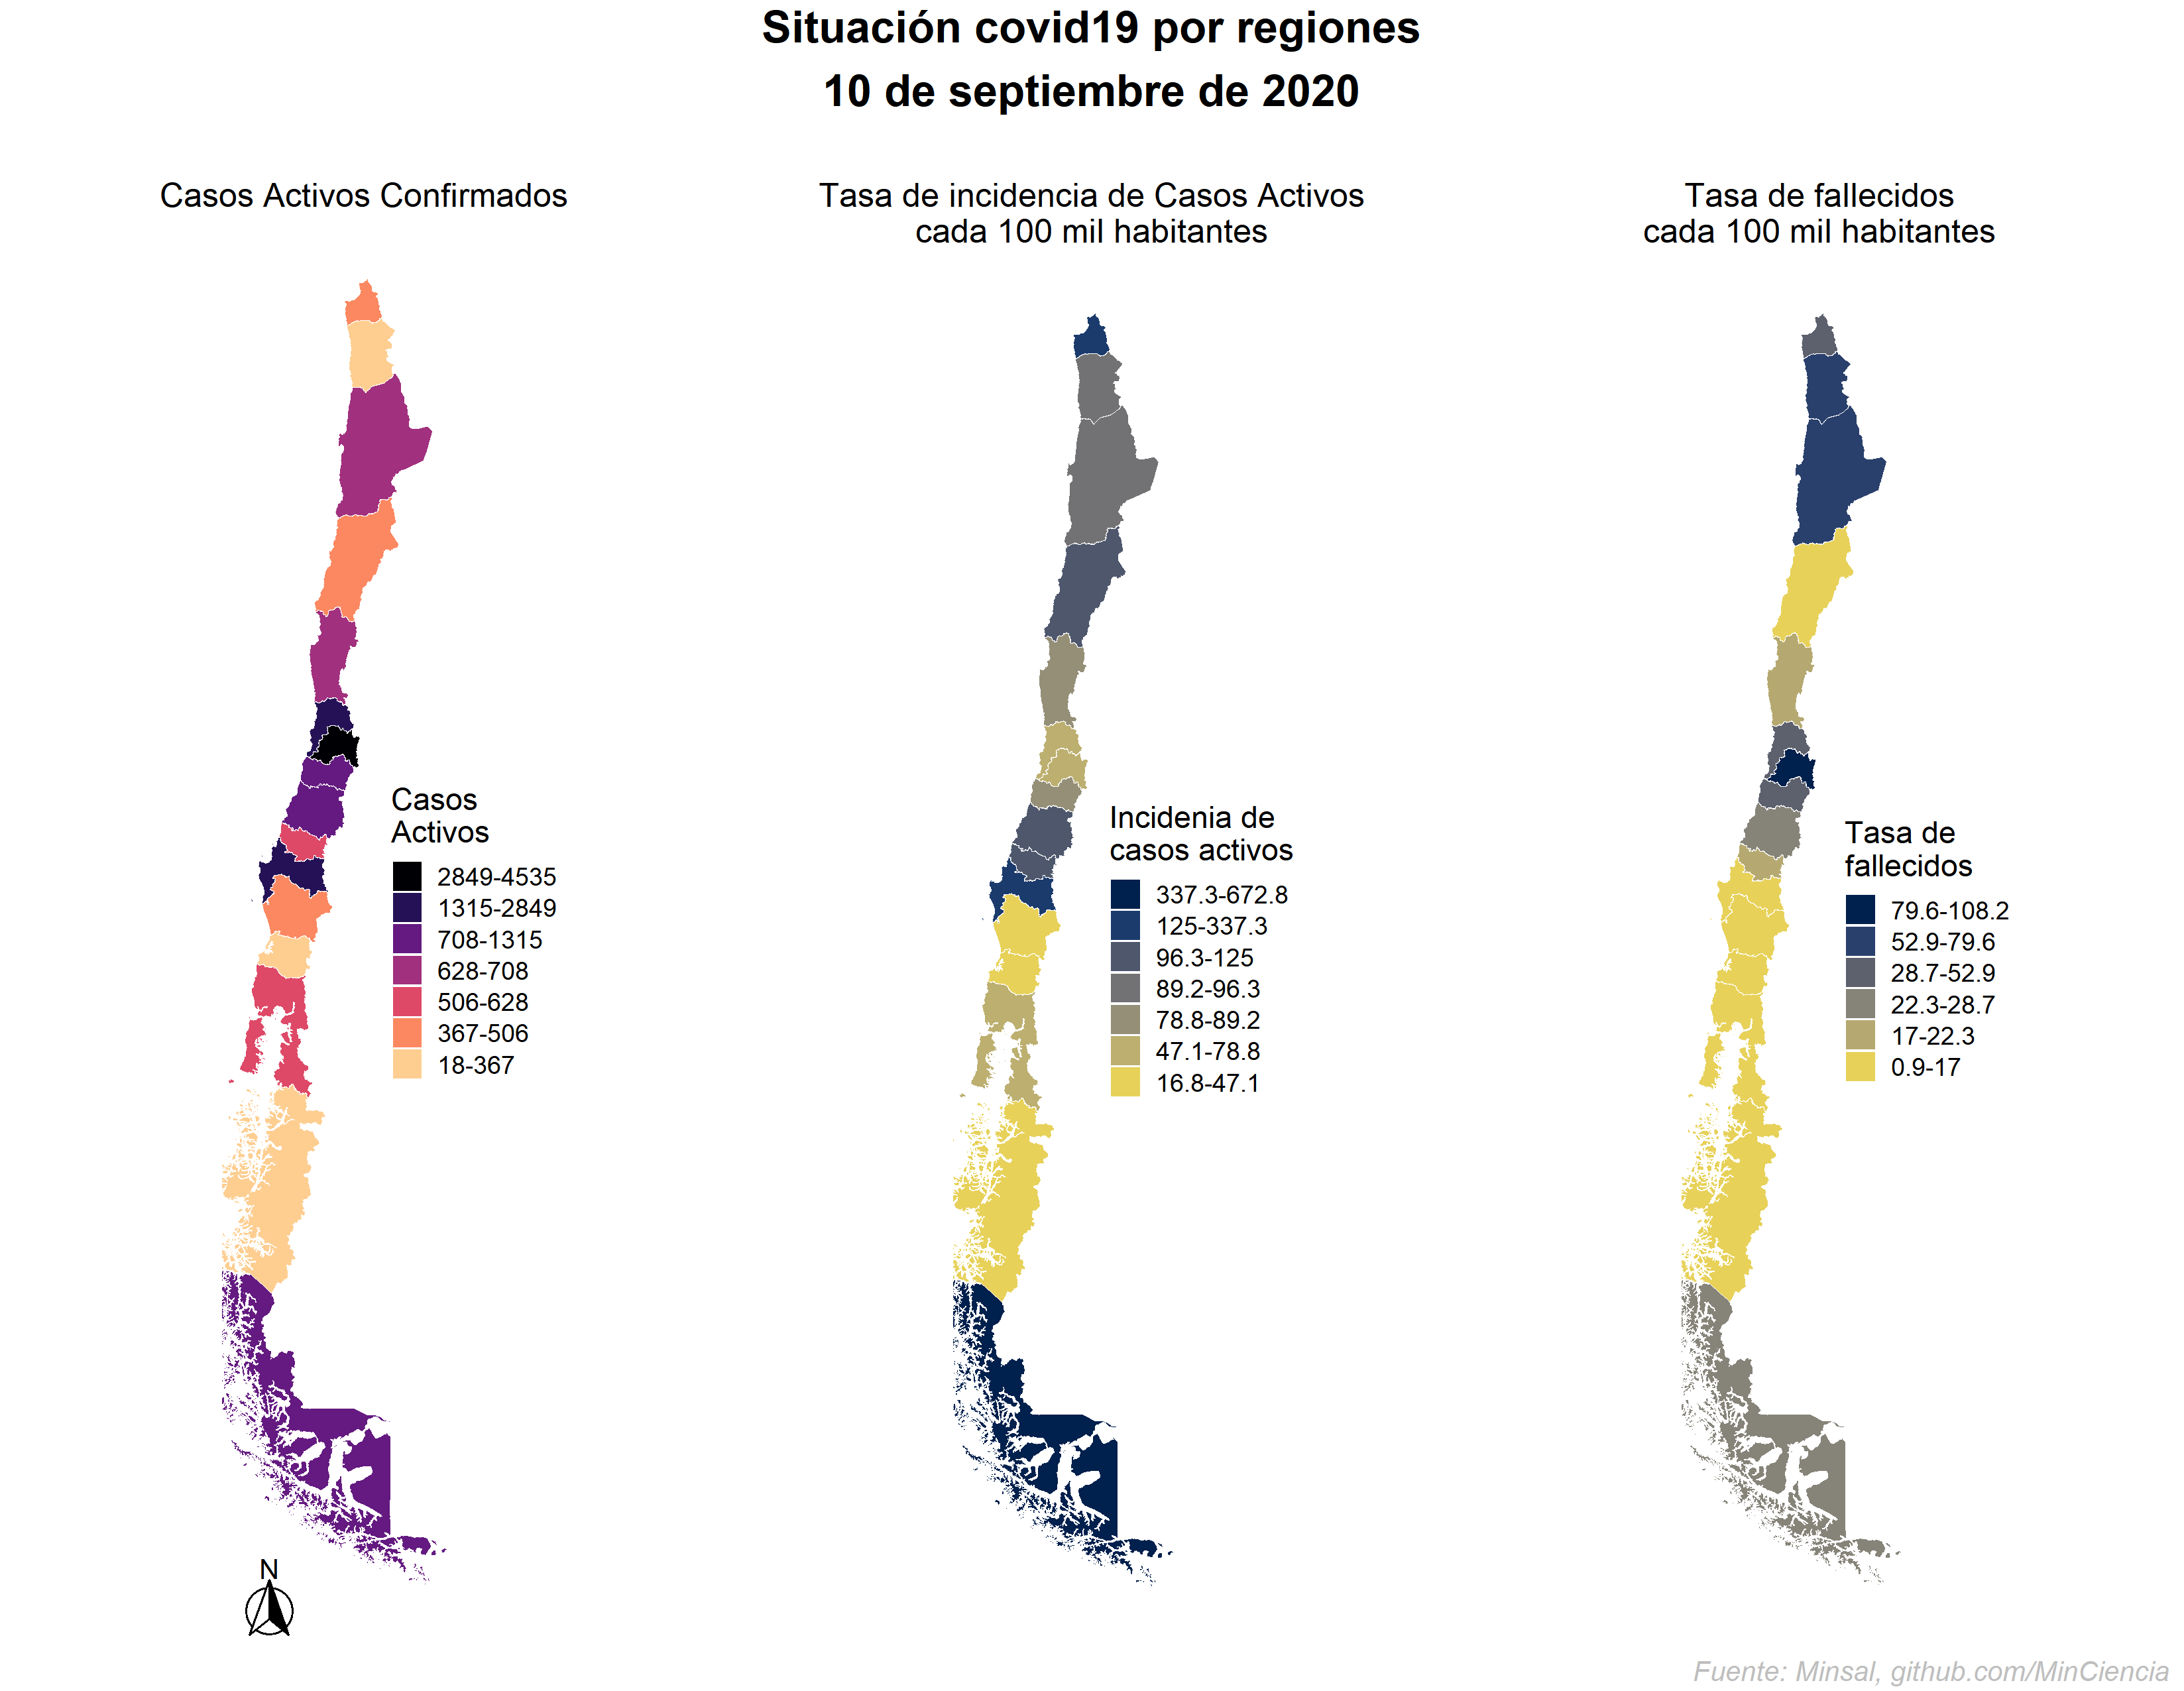 Situación covid19 por regiones
10 de septiembre de 2020
Casos Activos Confirmados
Tasa de incidencia de Casos Activos
cada 100 mil habitantes
Tasa de fallecidos
cada 100 mil habitantes
Casos
Activos
2849-4535
1315-2849
708-1315
628-708
506-628
367-506
18-367
Incidenia de
casos activos
337.3-672.8
125-337.3
96.3-125
89.2-96.3
78.8-89.2
47.1-78.8
16.8-47.1
Tasa de
fallecidos
79.6-108.2
52.9-79.6
28.7-52.9
22.3-28.7
17-22.3
0.9-17
N
Fuente: Minsal, github.com/MinCiencia